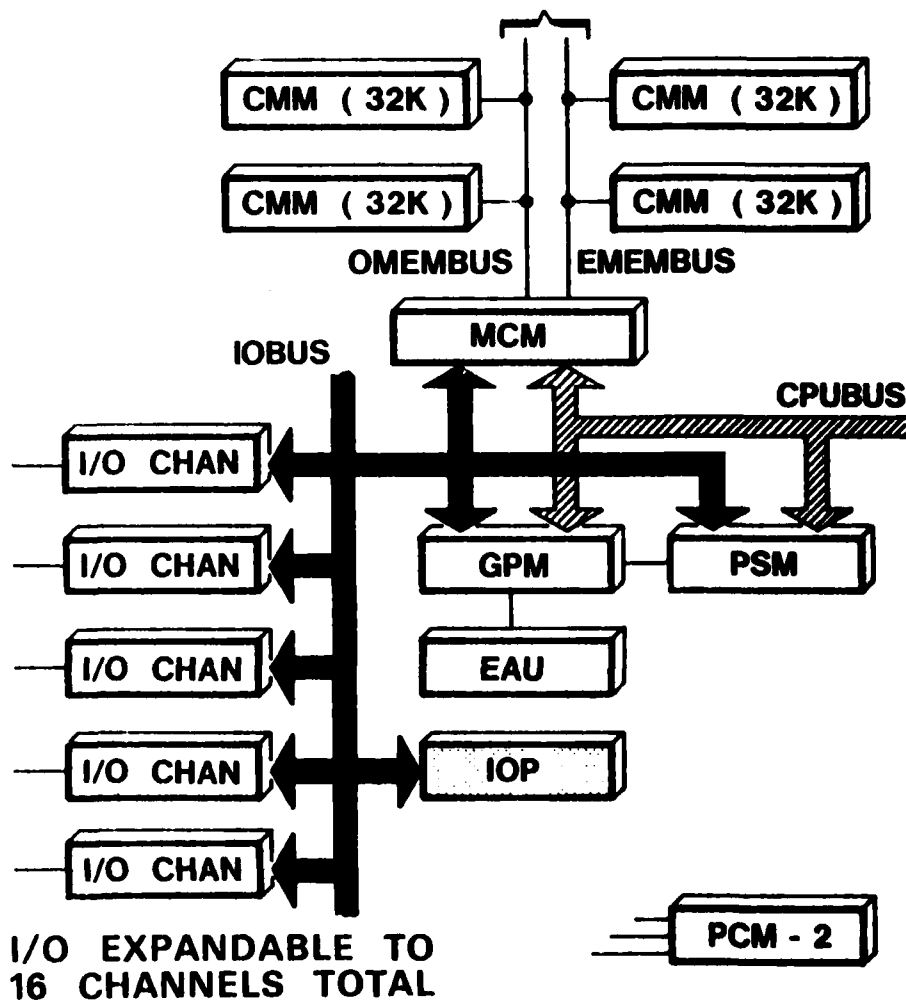 CMM ( 32K )
CMM ( 32K )
CMM ( 32K )
CMM ( 32K )
OMEMBUS
EMEMBUS
MCM
IOBUS
CPUBUS
I/O CHAN
I/O CHAN
GPM
PSM
I/O CHAN
EAU
I/O CHAN
IOP
I/O CHAN
I/O EXPANDABLE TO
16 CHANNELS TOTAL
PCM - 2